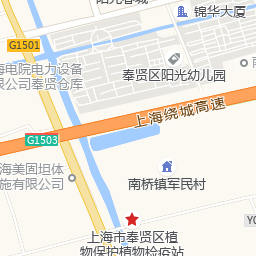 锦华大厦
G1501
海电院电力设备
限公司奉贤仓库
奉贤区阳光幼儿园
上海绕城高速
G1503
海美固坦体
施有限公司
南桥镇军民村
上海市奉贤区植
物保护植物检疫站